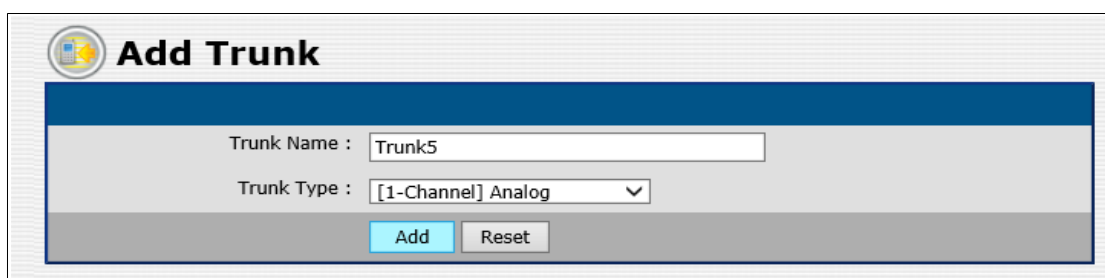 Add Trunk
Trunk Name : Trunk5
Trunk Type : [1-Channel] Analog
Add Reset